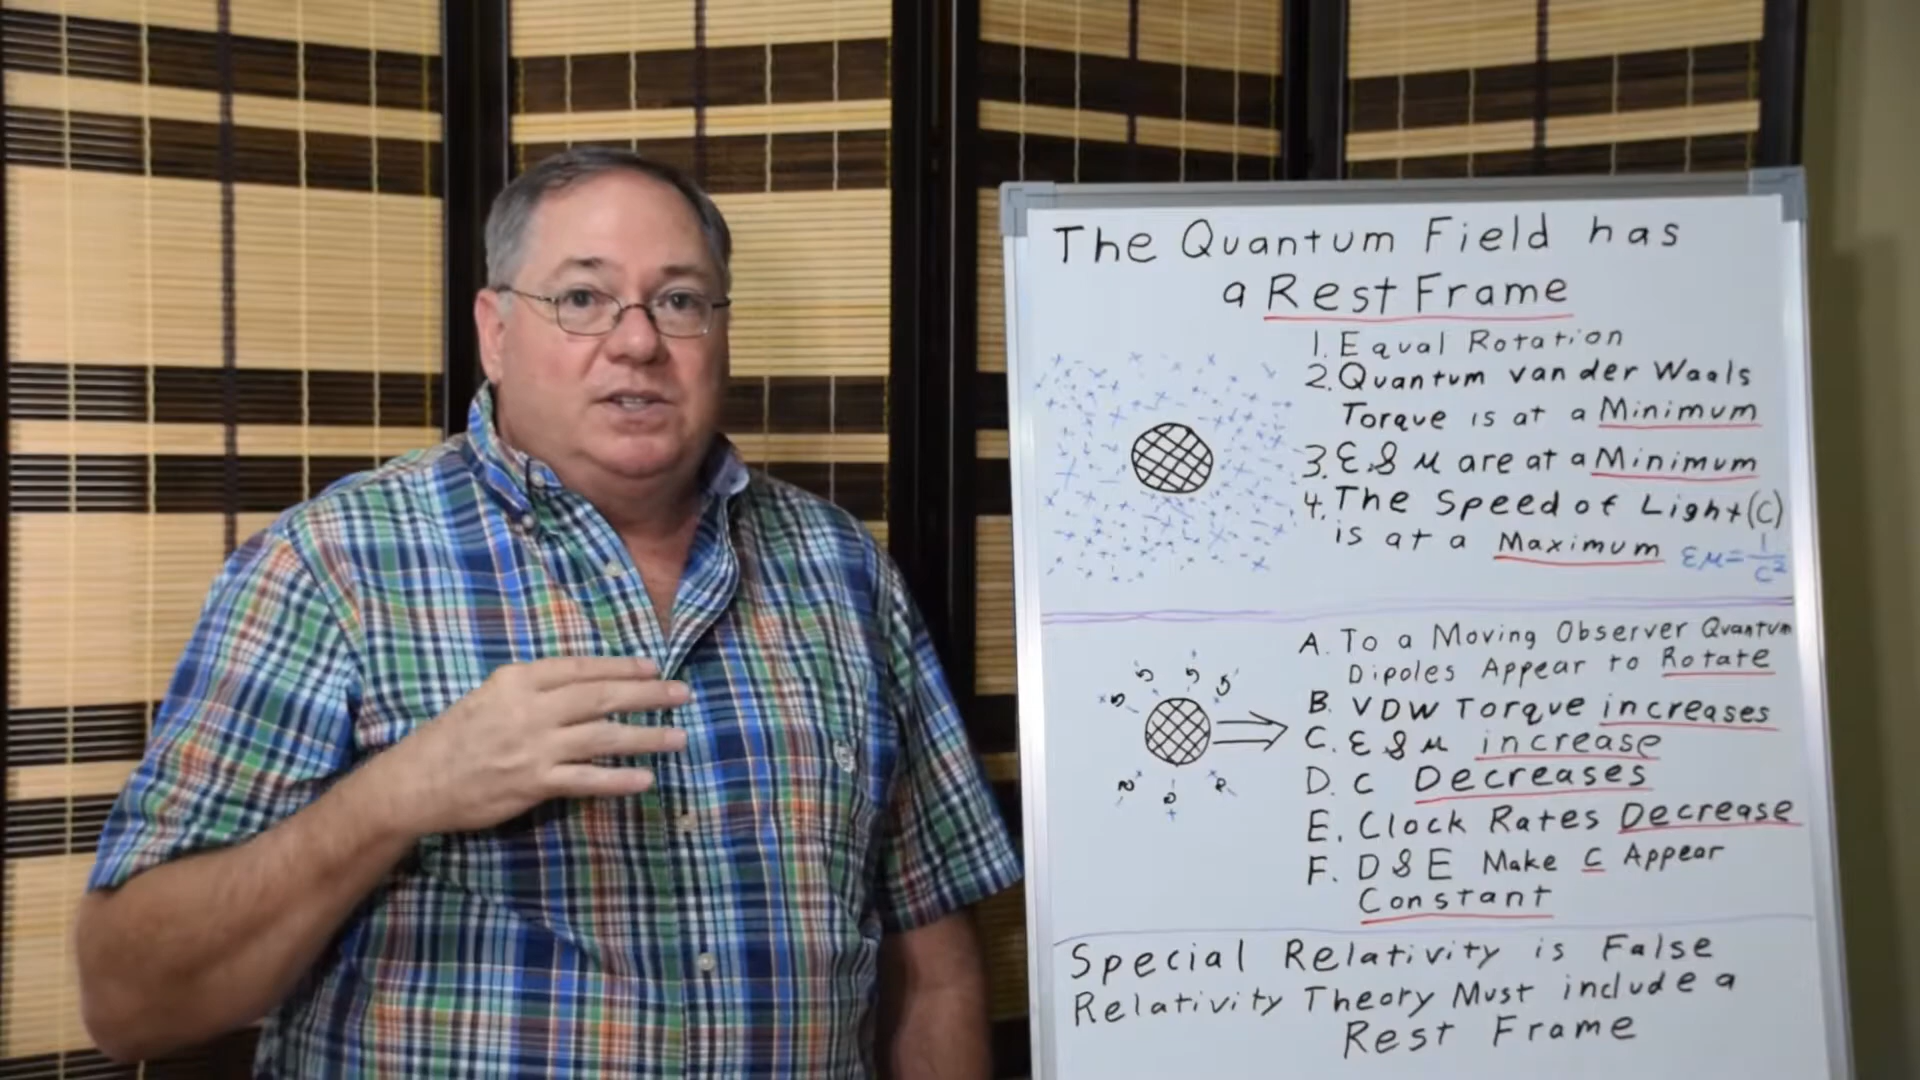 The Quantum Field has
a Rest Frame
1. Equal Rotation
2. Quantum van der Waals
Torque is at a Minimum
3. ε & μ are at a Minimum
4. The Speed of Light (C)
is at a Maximum εμ = 1/c²
A. To a Moving Observer Quantum
Dipoles Appear to Rotate
B. VDW Torque increases
C. ε & μ increase
D. C Decreases
E. Clock Rates Decrease
F. D & E Make C Appear
Constant
Special Relativity is False
Relativity Theory Must include a
Rest Frame